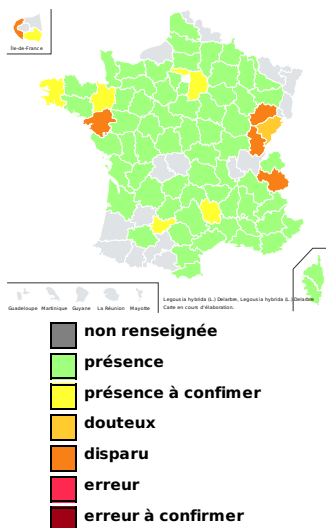 Île-de-France
Guadeloupe Martinique Guyane La Réunion Mayotte
Legousia hybrida (L.) Delarbre, Legousia hybrida (L.) Delarbre
Carte en cours d'élaboration.
non renseignée
présence
présence à confimer
douteux
disparu
erreur
erreur à confirmer